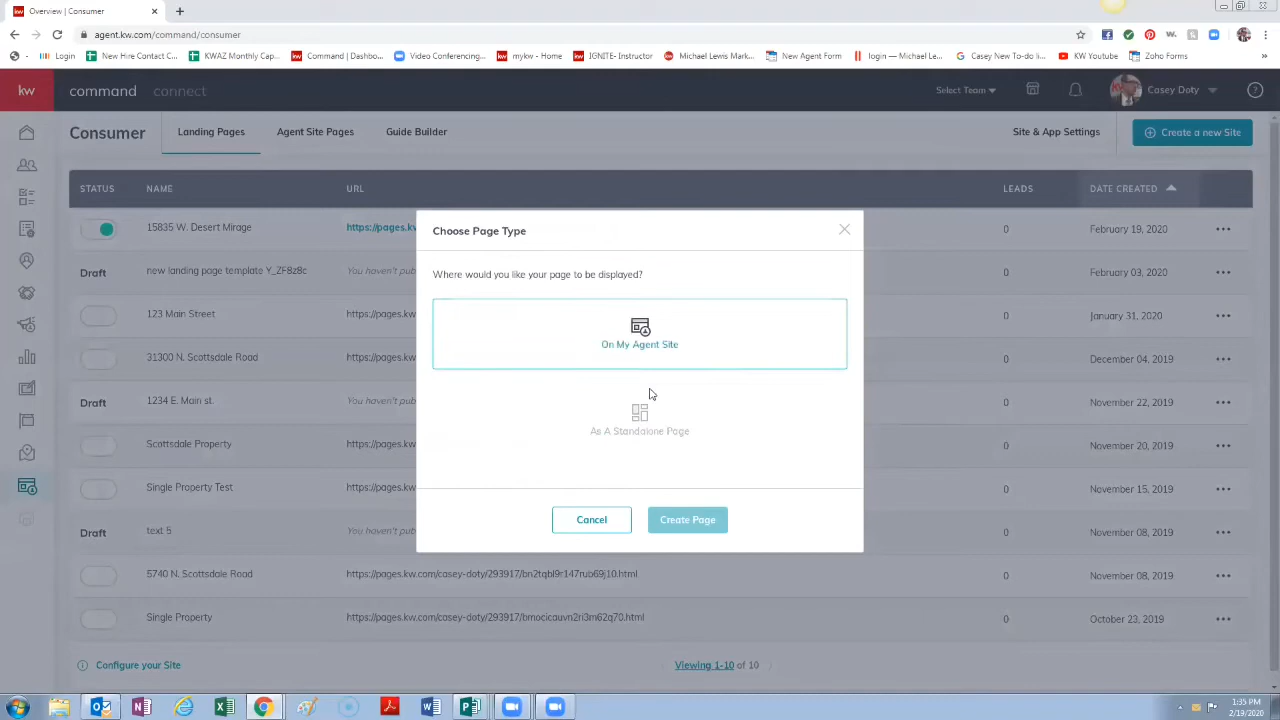 Overview | Consumer
agent.kw.com/command/consumer
Login
New Hire Contact C...
KWAZ Monthly Cap...
Command | Dashbo...
Video Conferencing...
mykw - Home
IGNITE- Instructor
Michael Lewis Mark...
New Agent Form
login — Michael Le...
Casey New To-do li...
KW Youtube
Zoho Forms
kw command connect
Select Team
Casey Doty
Consumer
Landing Pages
Agent Site Pages
Guide Builder
Site & App Settings
Create a new Site
STATUS NAME URL LEADS DATE CREATED
15835 W. Desert Mirage https://pages.kw 0 February 19, 2020
Draft new landing page template Y_ZF8z8c You haven't pub 0 February 03, 2020
123 Main Street https://pages.kw 0 January 31, 2020
31300 N. Scottsdale Road https://pages.kw 0 December 04, 2019
Draft 1234 E. Main st. You haven't pub 0 November 22, 2019
Scottsdale Property https://pages.kw 0 November 20, 2019
Single Property Test https://pages.kw 0 November 15, 2019
Draft text 5 You haven't pub 0 November 08, 2019
5740 N. Scottsdale Road https://pages.kw.com/casey-doty/293917/bn2tqbl9r147rub69j10.html 0 November 08, 2019
Single Property https://pages.kw.com/casey-doty/293917/bmocicauvn2ri3m62q70.html 0 October 23, 2019
Configure your Site
Viewing 1-10 of 10
Choose Page Type
Where would you like your page to be displayed?
On My Agent Site
As A Standalone Page
Cancel
Create Page
1:35 PM
2/19/2020